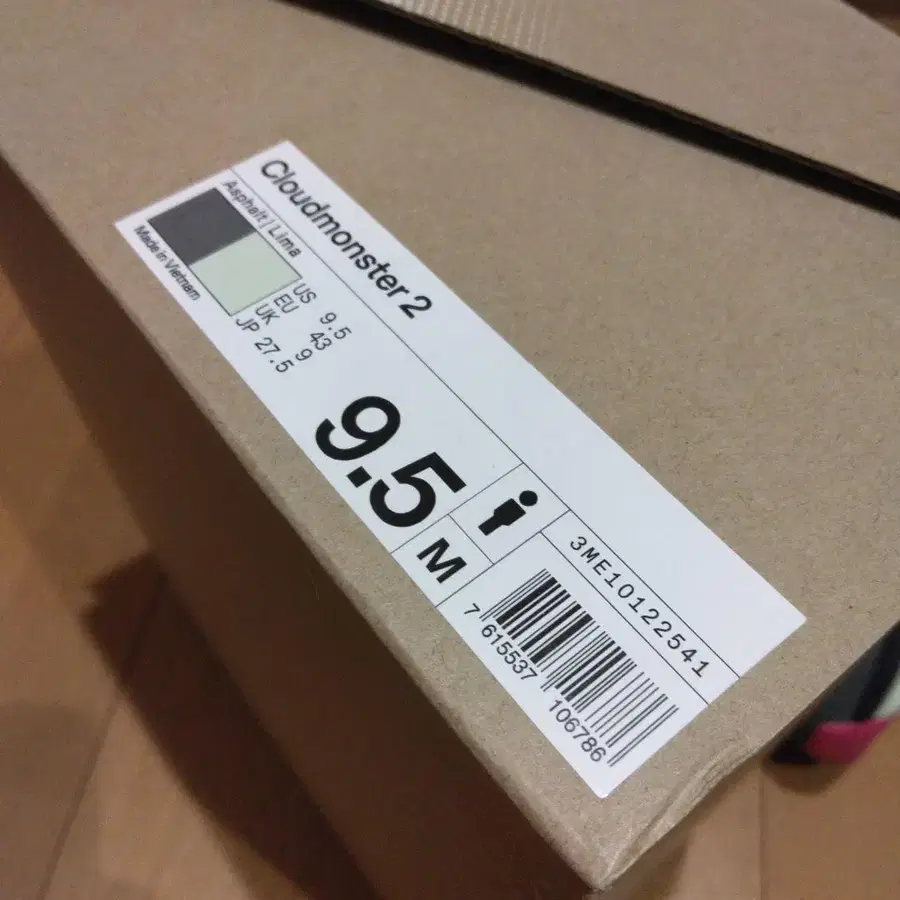 Cloudmonster 2
Asphalt | Lima
Made in Vietnam
US 9.5
EU 43
UK 9
JP 27.5
9.5
M
3ME10122541
7 615537 106786